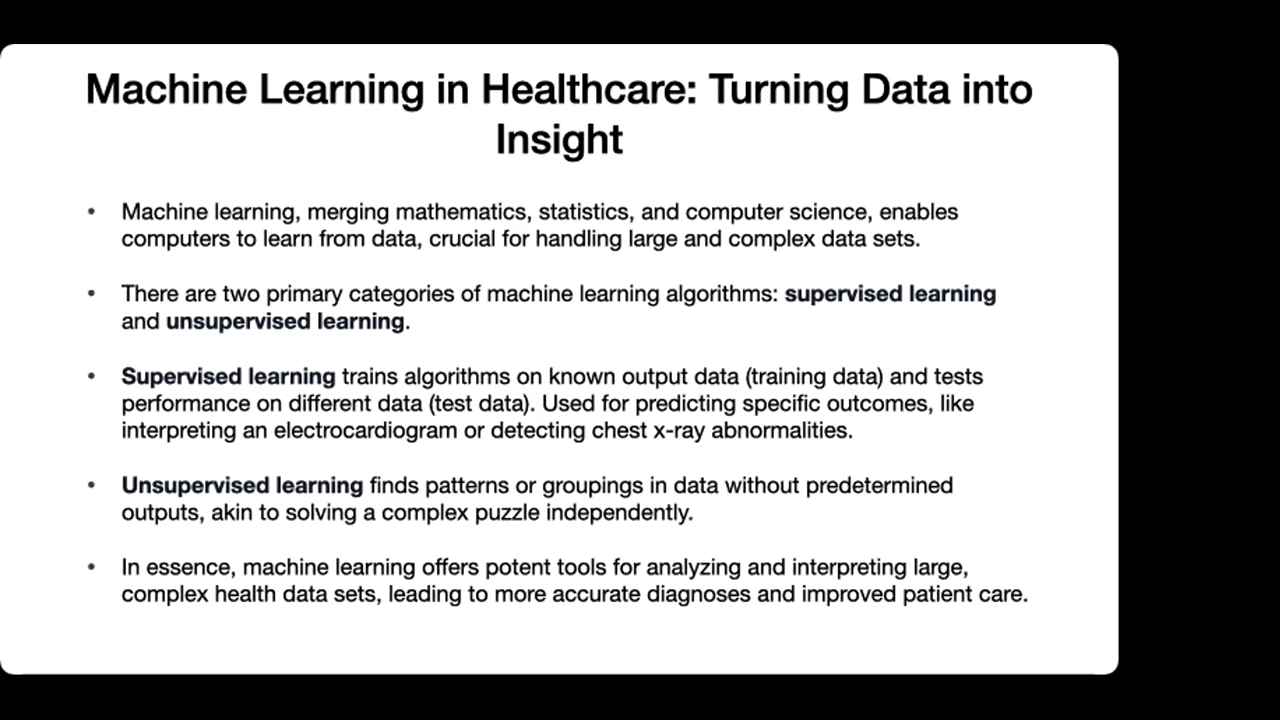 Machine Learning in Healthcare: Turning Data into
Insight
• Machine learning, merging mathematics, statistics, and computer science, enables
computers to learn from data, crucial for handling large and complex data sets.
• There are two primary categories of machine learning algorithms: supervised learning
and unsupervised learning.
• Supervised learning trains algorithms on known output data (training data) and tests
performance on different data (test data). Used for predicting specific outcomes, like
interpreting an electrocardiogram or detecting chest x-ray abnormalities.
• Unsupervised learning finds patterns or groupings in data without predetermined
outputs, akin to solving a complex puzzle independently.
• In essence, machine learning offers potent tools for analyzing and interpreting large,
complex health data sets, leading to more accurate diagnoses and improved patient care.